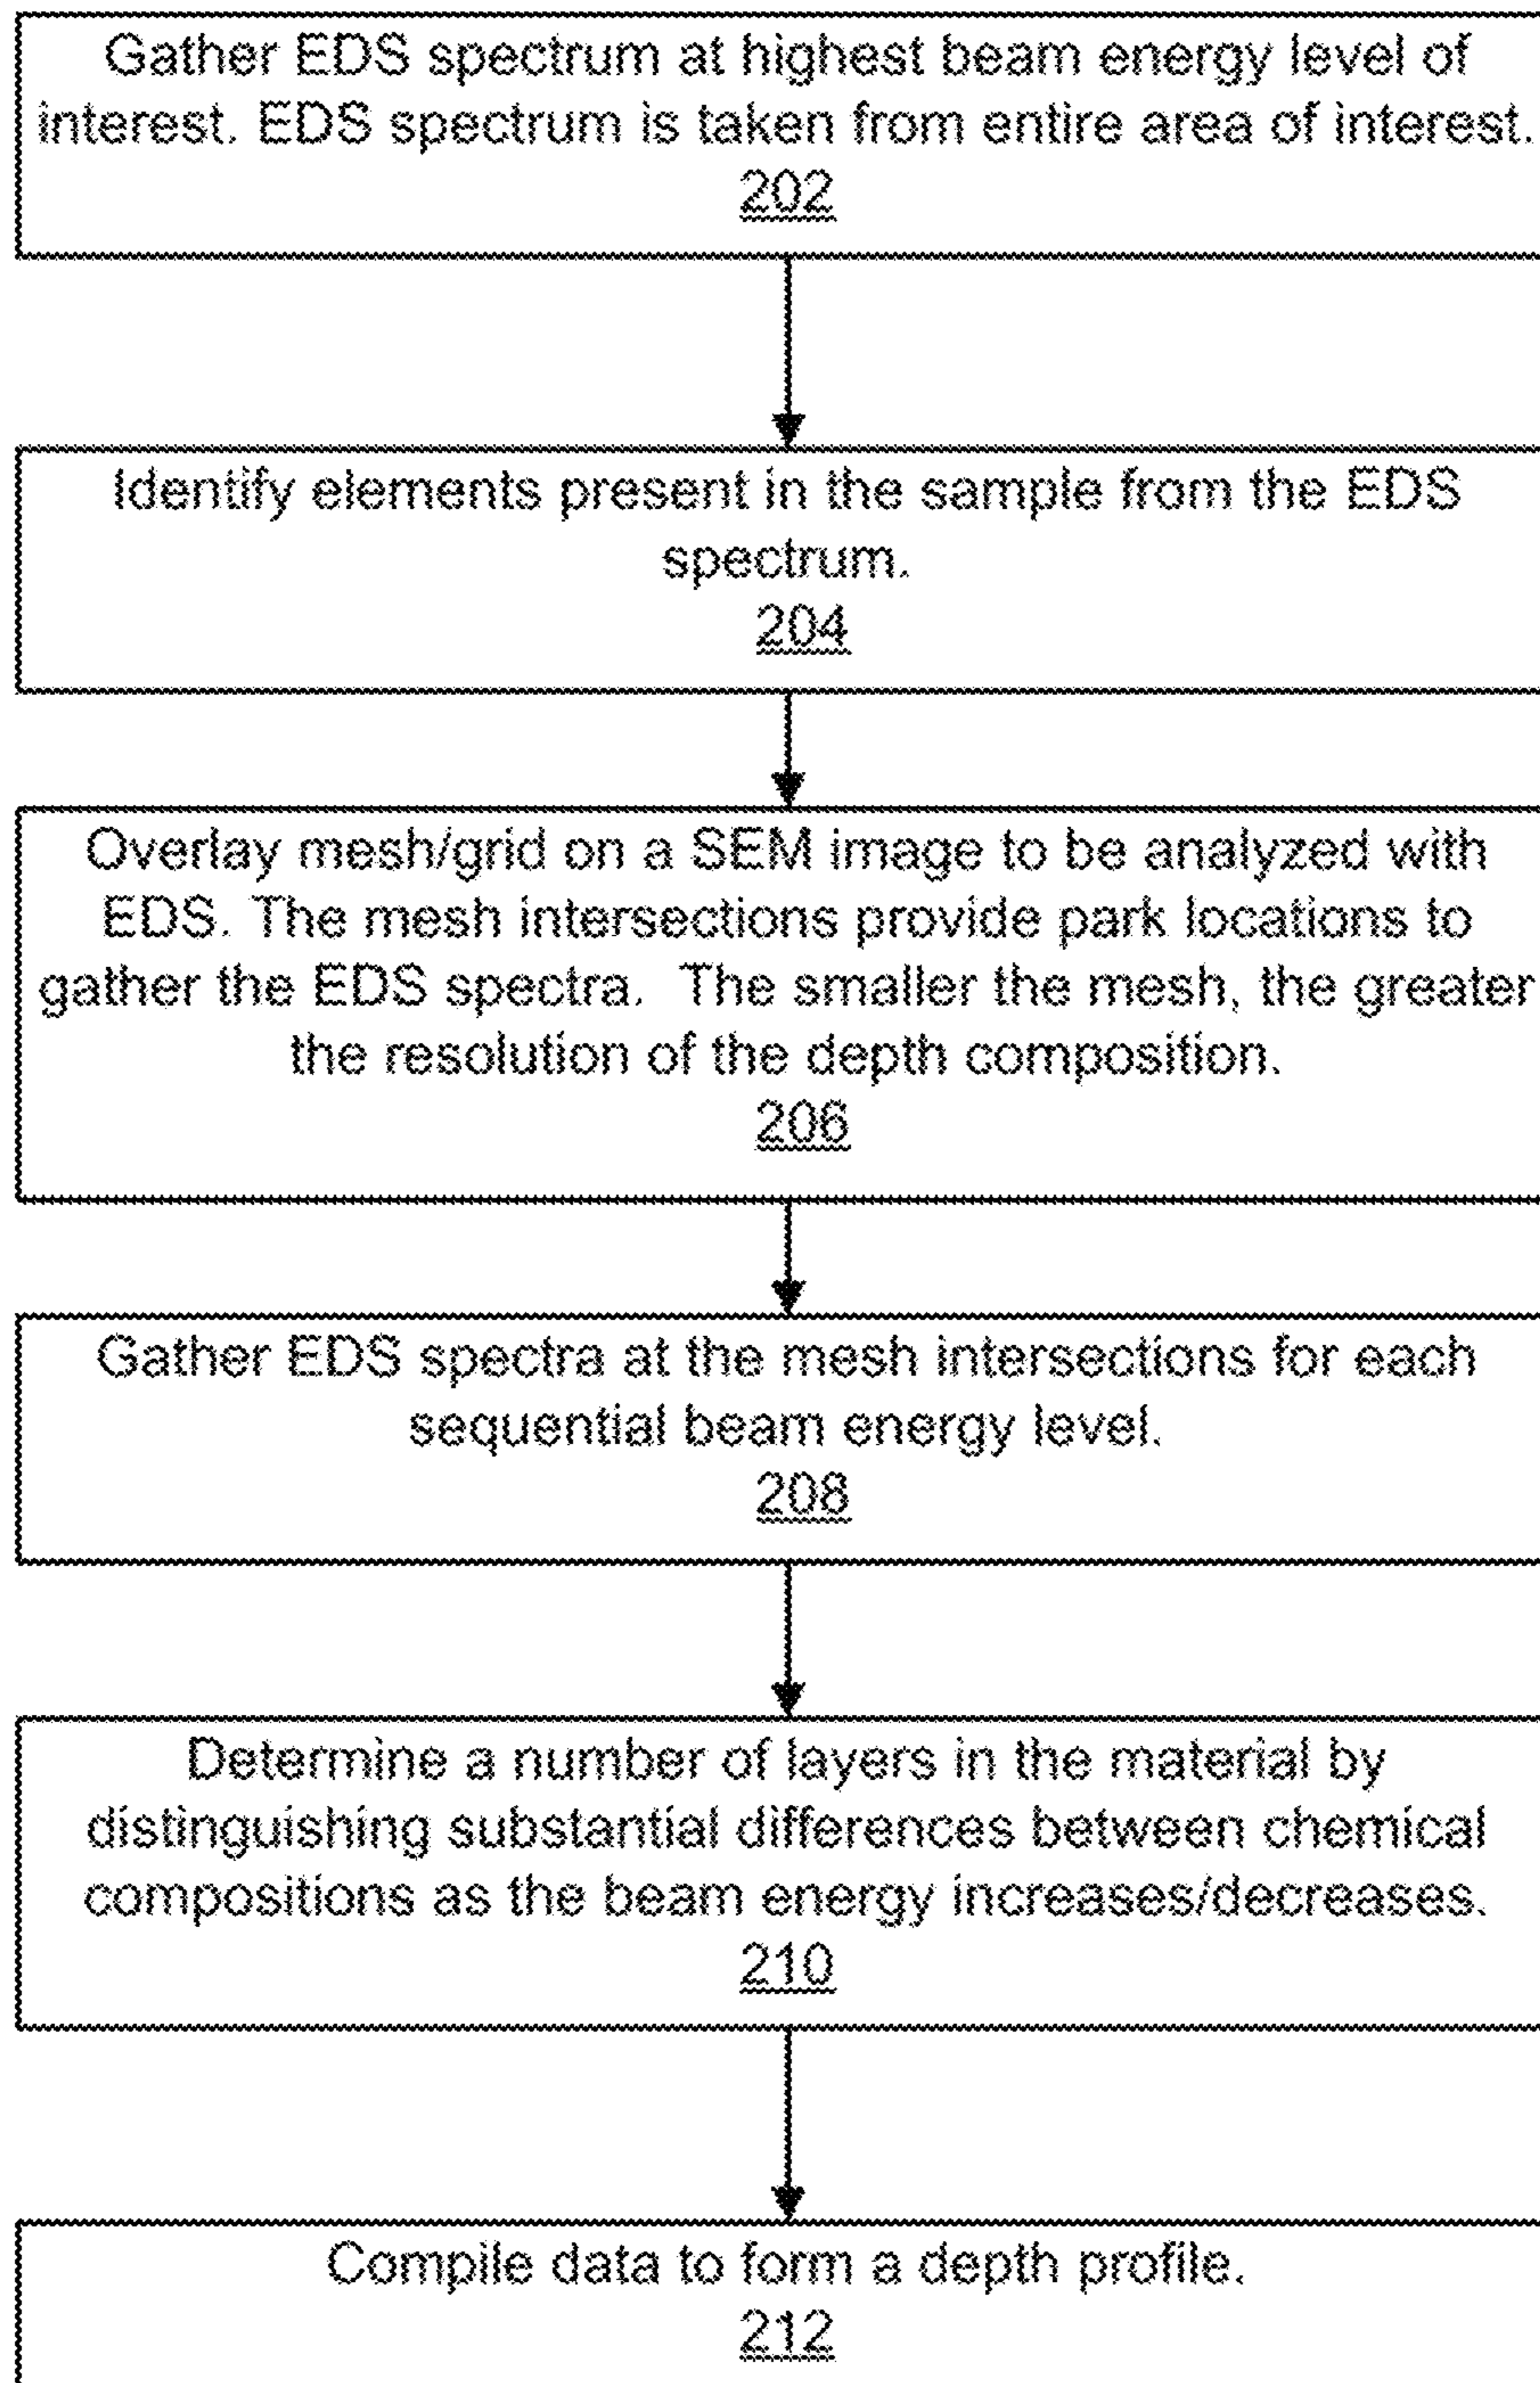 Gather EDS spectrum at highest beam energy level of
interest. EDS spectrum is taken from entire area of interest.
202
Identify elements present in the sample from the EDS
spectrum.
204
Overlay mesh/grid on a SEM image to be analyzed with
EDS. The mesh intersections provide park locations to
gather the EDS spectra. The smaller the mesh, the greater
the resolution of the depth composition.
206
Gather EDS spectra at the mesh intersections for each
sequential beam energy level.
208
Determine a number of layers in the material by
distinguishing substantial differences between chemical
compositions as the beam energy increases/decreases.
210
Compile data to form a depth profile.
212